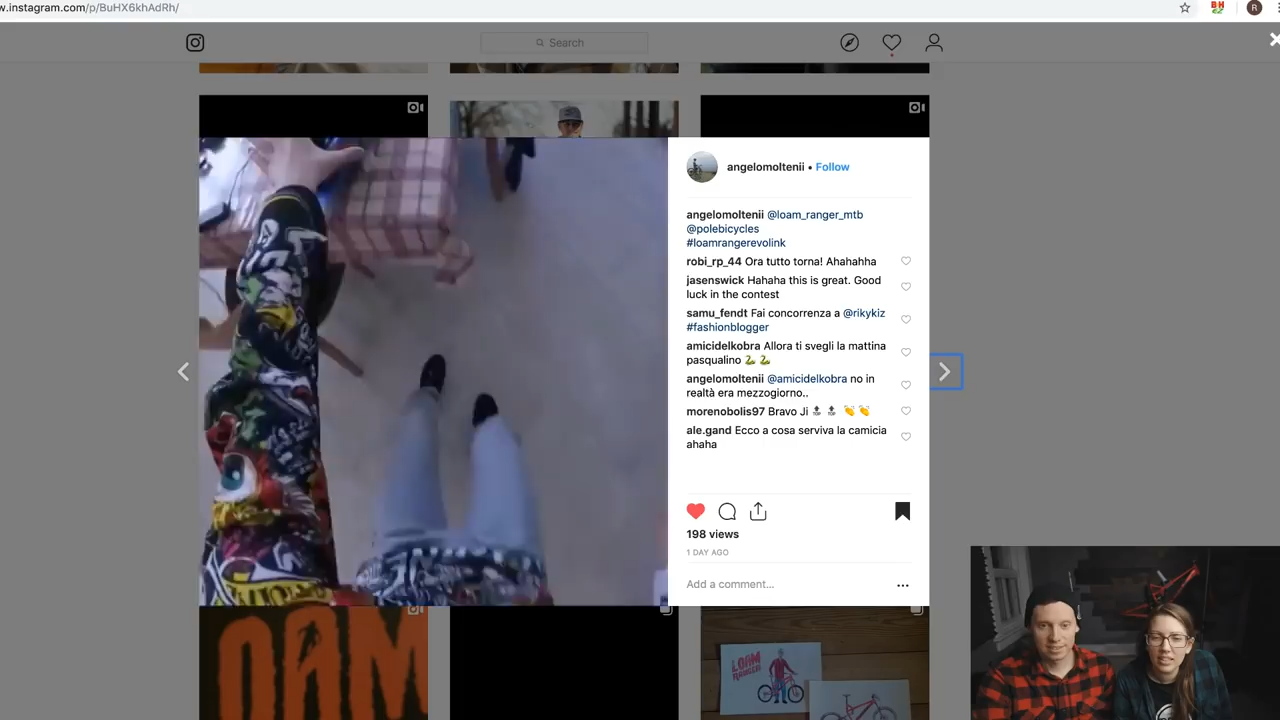 w.instagram.com/p/BuHX6khAdRh/
R
Search
angelomoltenii • Follow
angelomoltenii @loam_ranger_mtb
@polebicycles
#loamrangerevolink
robi_rp_44 Ora tutto torna! Ahahahha
jasenswick Hahaha this is great. Good
luck in the contest
samu_fendt Fai concorrenza a @rikykiz
#fashionblogger
amicidelkobra Allora ti svegli la mattina
pasqualino 🐍 🐍
angelomoltenii @amicidelkobra no in
realtà era mezzogiorno..
morenobolis97 Bravo Ji 🔝 🔝 👏 👏
ale.gand Ecco a cosa serviva la camicia
ahaha
198 views
1 DAY AGO
Add a comment...
OAM
LOAM
RANGER